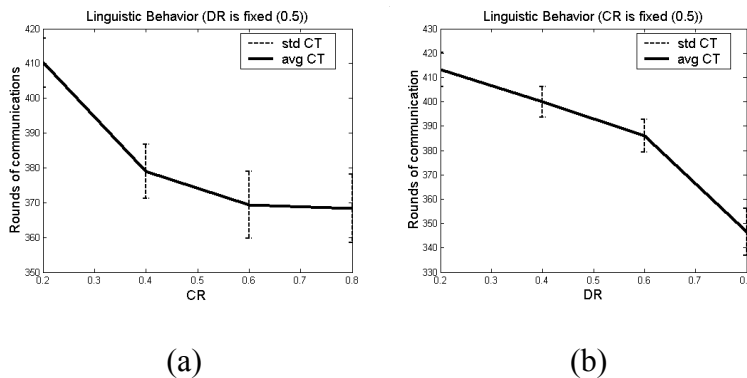 Linguistic Behavior (DR is fixed (0.5))
420
410
400
390
380
370
360
350
Rounds of communications
std CT
avg CT
0.2 0.3 0.4 0.5 0.6 0.7 0.8
CR
(a)
Linguistic Behavior (CR is fixed (0.5))
430
420
410
400
390
380
370
360
350
340
330
Rounds of communication
std CT
avg CT
0.2 0.3 0.4 0.5 0.6 0.7
DR
(b)